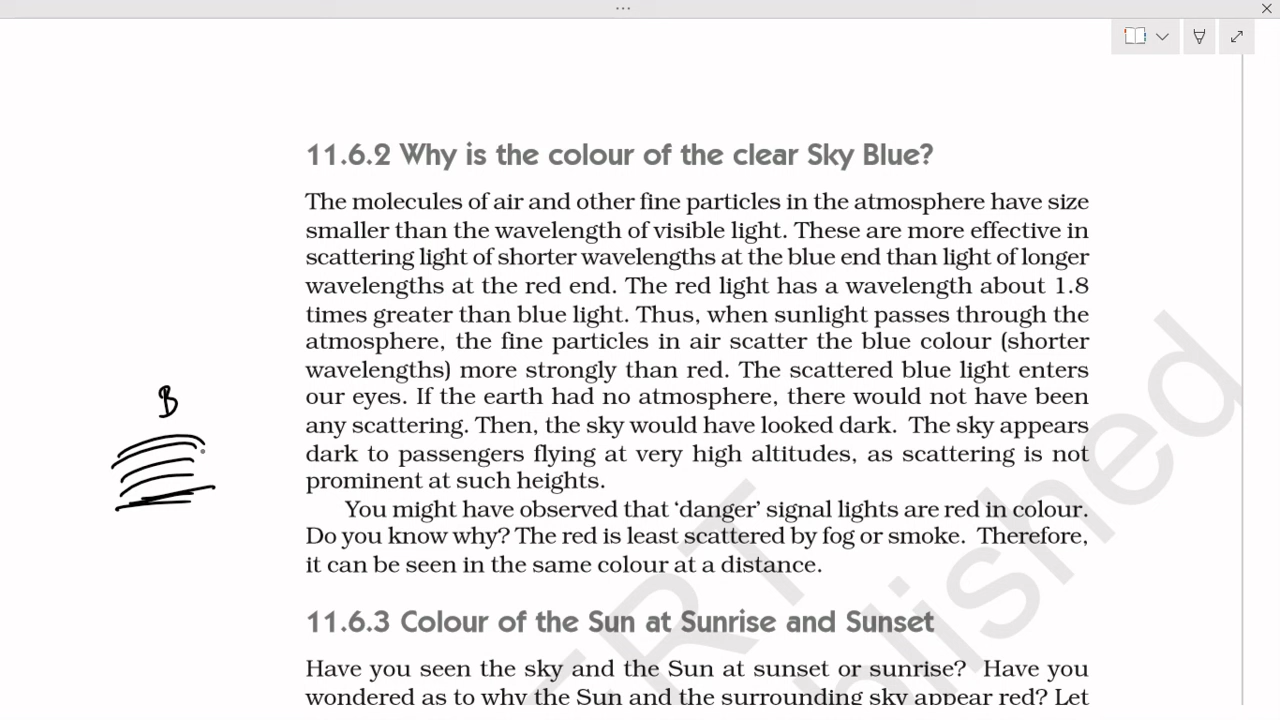 11.6.2 Why is the colour of the clear Sky Blue?
The molecules of air and other fine particles in the atmosphere have size
smaller than the wavelength of visible light. These are more effective in
scattering light of shorter wavelengths at the blue end than light of longer
wavelengths at the red end. The red light has a wavelength about 1.8
times greater than blue light. Thus, when sunlight passes through the
atmosphere, the fine particles in air scatter the blue colour (shorter
wavelengths) more strongly than red. The scattered blue light enters
our eyes. If the earth had no atmosphere, there would not have been
any scattering. Then, the sky would have looked dark. The sky appears
dark to passengers flying at very high altitudes, as scattering is not
prominent at such heights.
B
You might have observed that ‘danger’ signal lights are red in colour.
Do you know why? The red is least scattered by fog or smoke. Therefore,
it can be seen in the same colour at a distance.
11.6.3 Colour of the Sun at Sunrise and Sunset
Have you seen the sky and the Sun at sunset or sunrise? Have you
wondered as to why the Sun and the surrounding sky appear red? Let